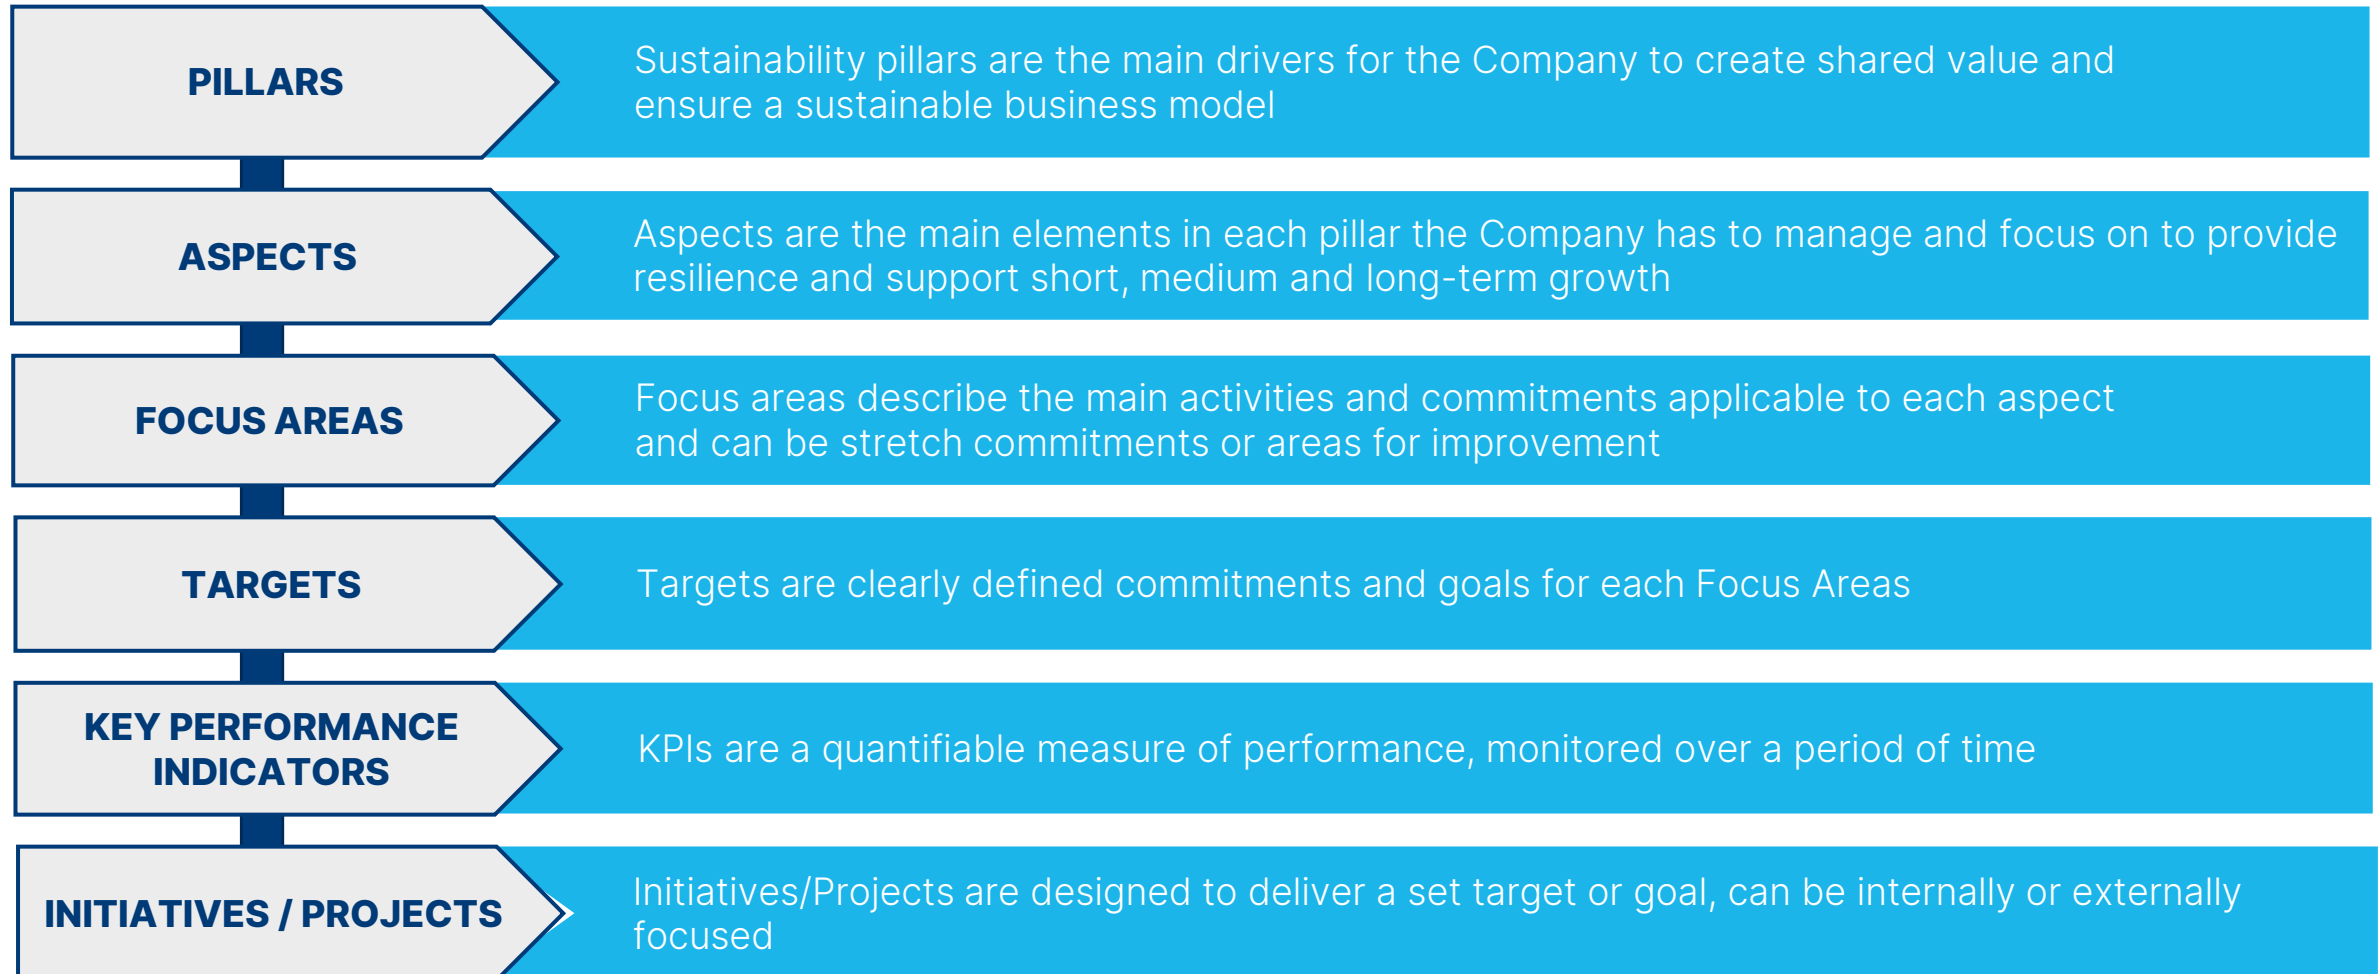 PILLARS
Sustainability pillars are the main drivers for the Company to create shared value and
ensure a sustainable business model
ASPECTS
Aspects are the main elements in each pillar the Company has to manage and focus on to provide
resilience and support short, medium and long-term growth
FOCUS AREAS
Focus areas describe the main activities and commitments applicable to each aspect
and can be stretch commitments or areas for improvement
TARGETS
Targets are clearly defined commitments and goals for each Focus Areas
KEY PERFORMANCE
INDICATORS
KPIs are a quantifiable measure of performance, monitored over a period of time
INITIATIVES / PROJECTS
Initiatives/Projects are designed to deliver a set target or goal, can be internally or externally
focused